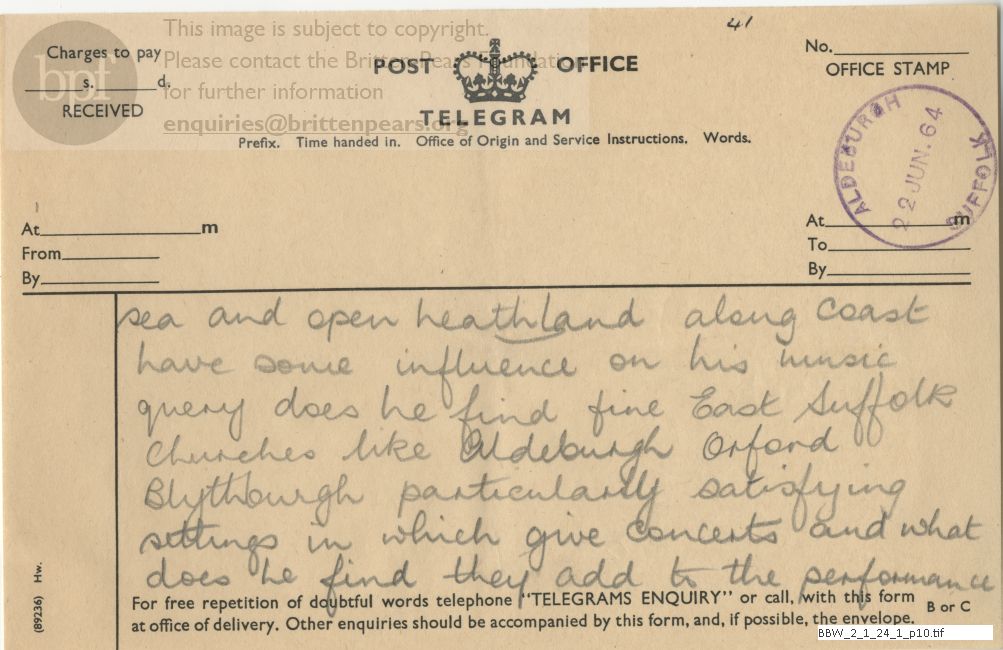 41
This image is subject to copyright.
Please contact the Britten Pears Foundation
for further information
enquiries@brittenpears.org
bpf
Charges to pay
s. d.
RECEIVED
POST OFFICE
TELEGRAM
Prefix. Time handed in. Office of Origin and Service Instructions. Words.
No.
OFFICE STAMP
ALDEBURGH
22 JUN. 64
SUFFOLK
At m
From
By
At m
To
By
sea and open heathland along coast
have some influence on his music
query does he find fine East Suffolk
churches like Aldeburgh Orford
Blythburgh particularly satisfying
settings in which give concerts and what
does he find they add to the performance
For free repetition of doubtful words telephone "TELEGRAMS ENQUIRY" or call, with this form
at office of delivery. Other enquiries should be accompanied by this form, and, if possible, the envelope.
B or C
(89236) Hw.
BBW_2_1_24_1_p10.tif